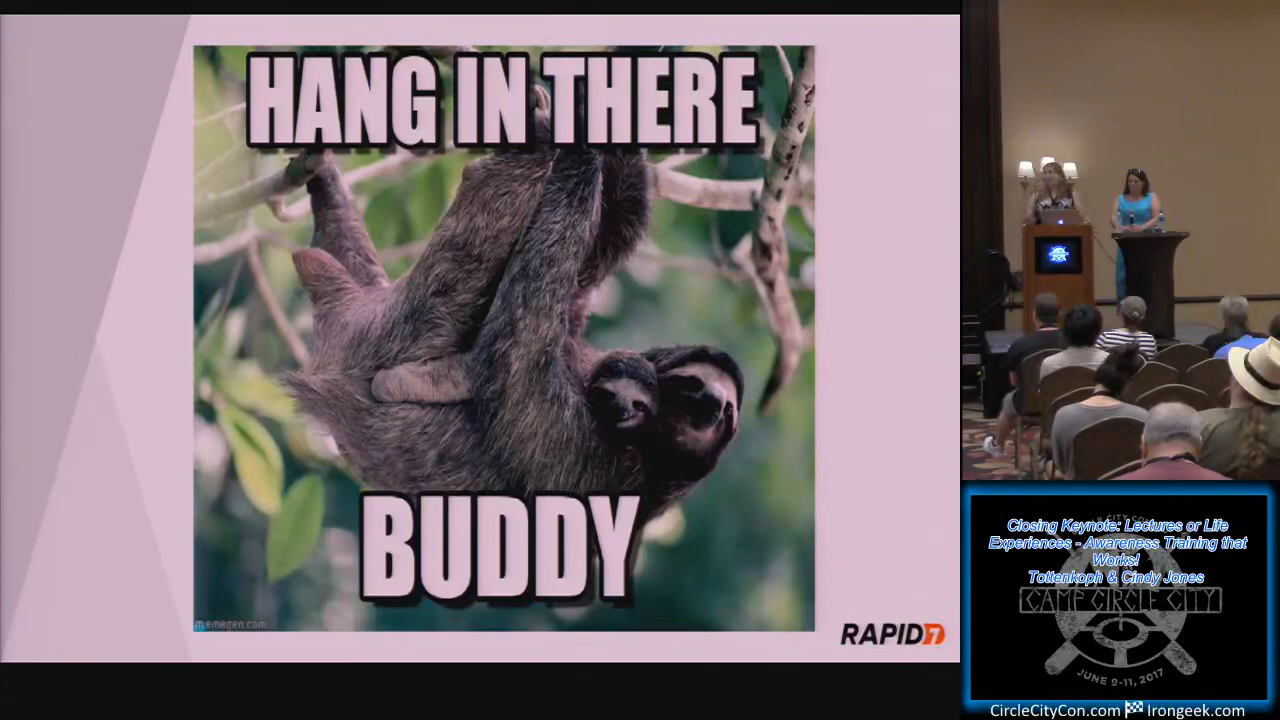 HANG IN THERE
BUDDY
memegen.com
RAPID7
Closing Keynote: Lectures or Life
Experiences - Awareness Training that
Works!
Tottenkoph & Cindy Jones
CAMP CIRCLE CITY
JUNE 9-11, 2017
CircleCityCon.com Irongeek.com